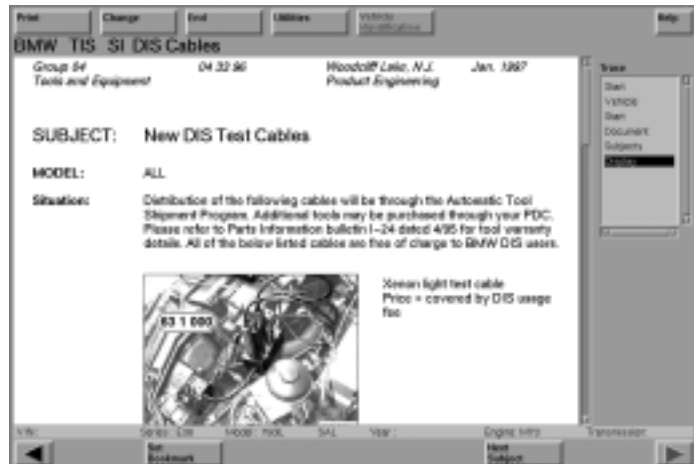 Print Change End Utilities Vehicle Identification Help
BMW TIS SI DIS Cables
Group 04 04 32 96 Woodcliff Lake, N.J. Jan. 1997
Tools and Equipment Product Engineering
SUBJECT: New DIS Test Cables
MODEL: ALL
Situation: Distribution of the following cables will be through the Automatic Tool
Shipment Program. Additional tools may be purchased through your PDC.
Please refer to Parts Information bulletin I-24 dated 4/95 for tool warranty
details. All of the below listed cables are free of charge to BMW DIS users.
63 1 000
Xenon light test cable
Price = covered by DIS usage
fee
Trace
Start
Vehicle
Start
Document
Subjects
Display
VIN: Series: Model: SAL Year: Engine: Transmission:
Set
Bookmark
Next
Subject